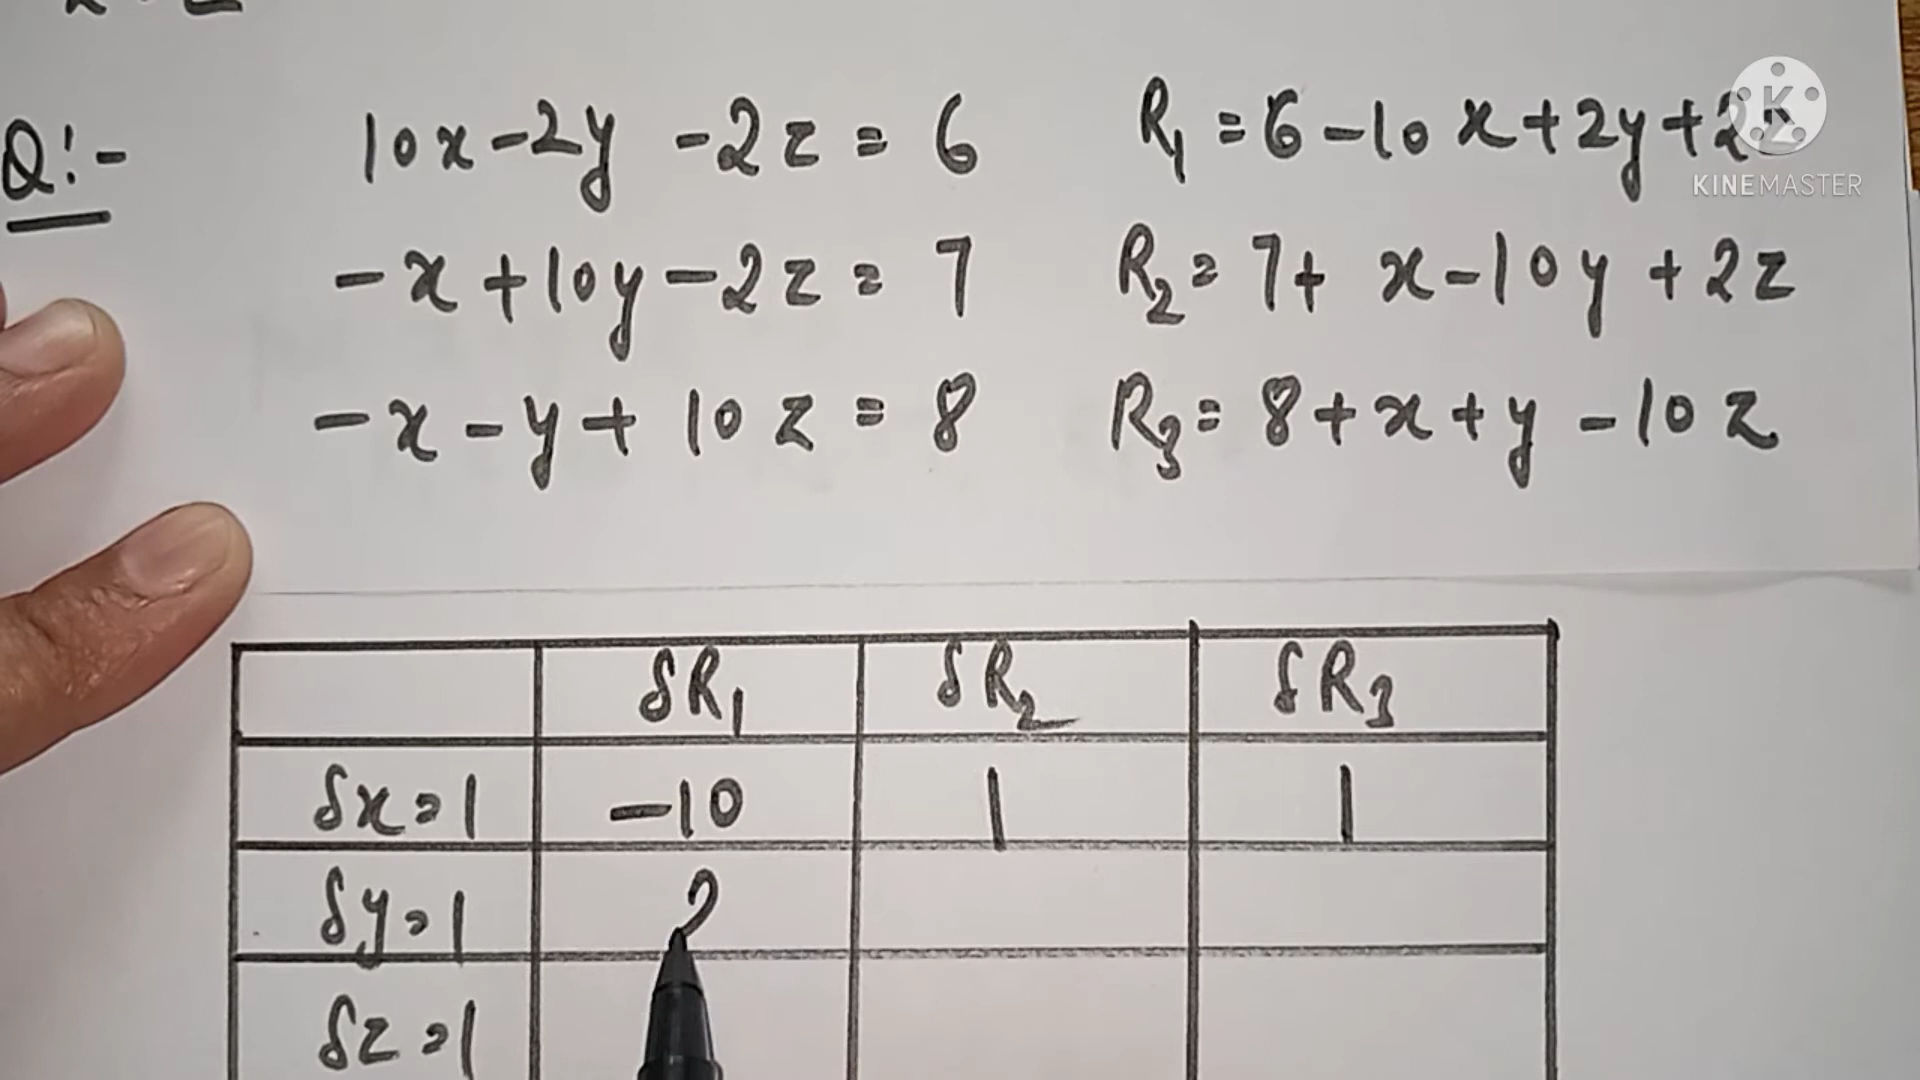 Q:- 10x-2y-2z=6 R1=6-10x+2y+2
-x+10y-2z=7 R2=7+x-10y+2z
-x-y+10z=8 R3=8+x+y-10z
K
KINEMASTER
δR1 δR2 δR3
δx=1 -10 1 1
δy=1 2
δz=1